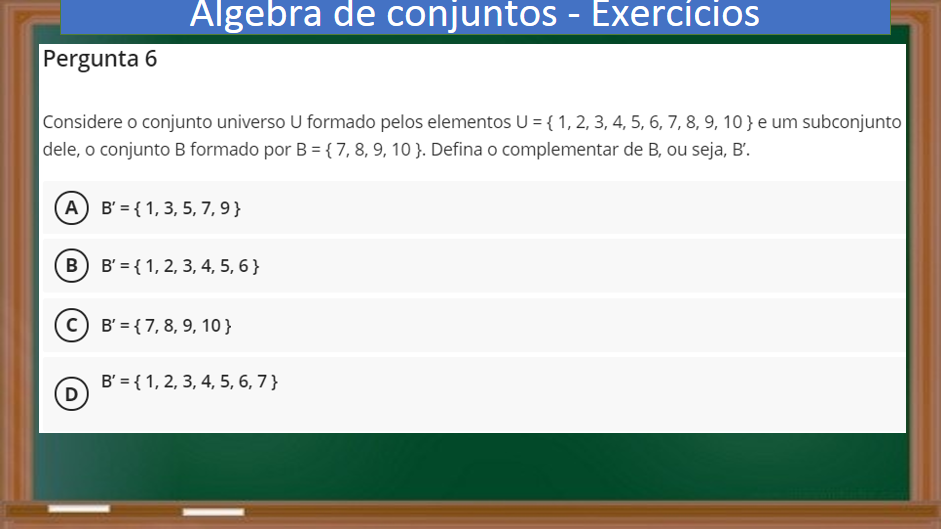 Álgebra de conjuntos - Exercícios
Pergunta 6
Considere o conjunto universo U formado pelos elementos U = { 1, 2, 3, 4, 5, 6, 7, 8, 9, 10 } e um subconjunto
dele, o conjunto B formado por B = { 7, 8, 9, 10 }. Defina o complementar de B, ou seja, B’.
A B’ = { 1, 3, 5, 7, 9 }
B B’ = { 1, 2, 3, 4, 5, 6 }
C B’ = { 7, 8, 9, 10 }
D B’ = { 1, 2, 3, 4, 5, 6, 7 }